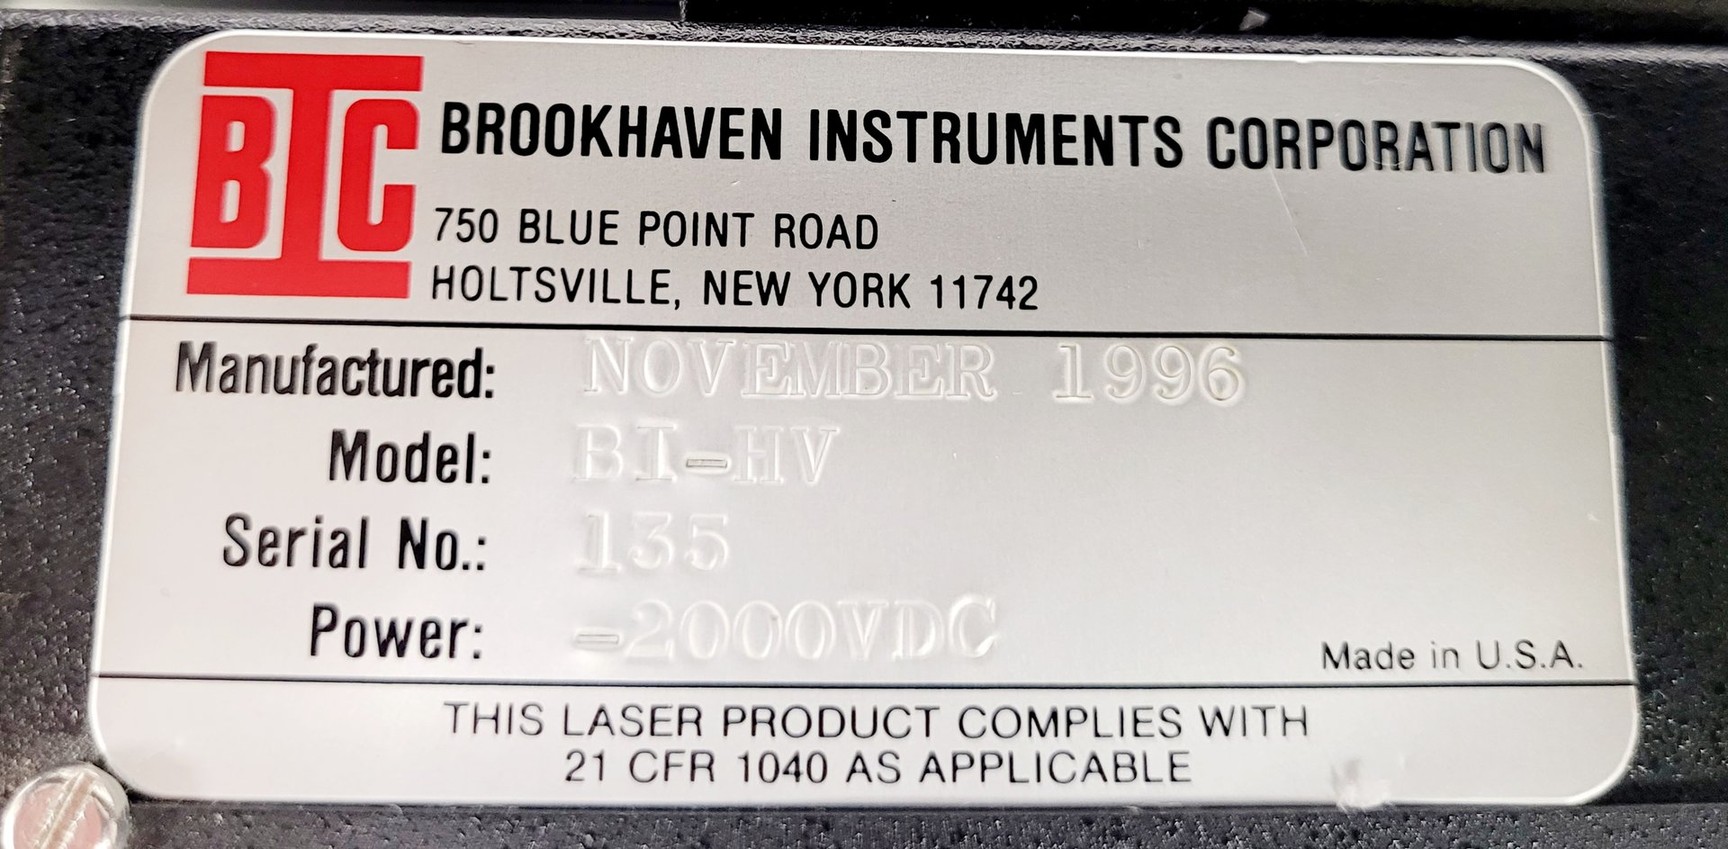 BIC
BROOKHAVEN INSTRUMENTS CORPORATION
750 BLUE POINT ROAD
HOLTSVILLE, NEW YORK 11742
Manufactured: NOVEMBER 1996
Model: BI-HV
Serial No.: 135
Power: -2000VDC
Made in U.S.A.
THIS LASER PRODUCT COMPLIES WITH
21 CFR 1040 AS APPLICABLE